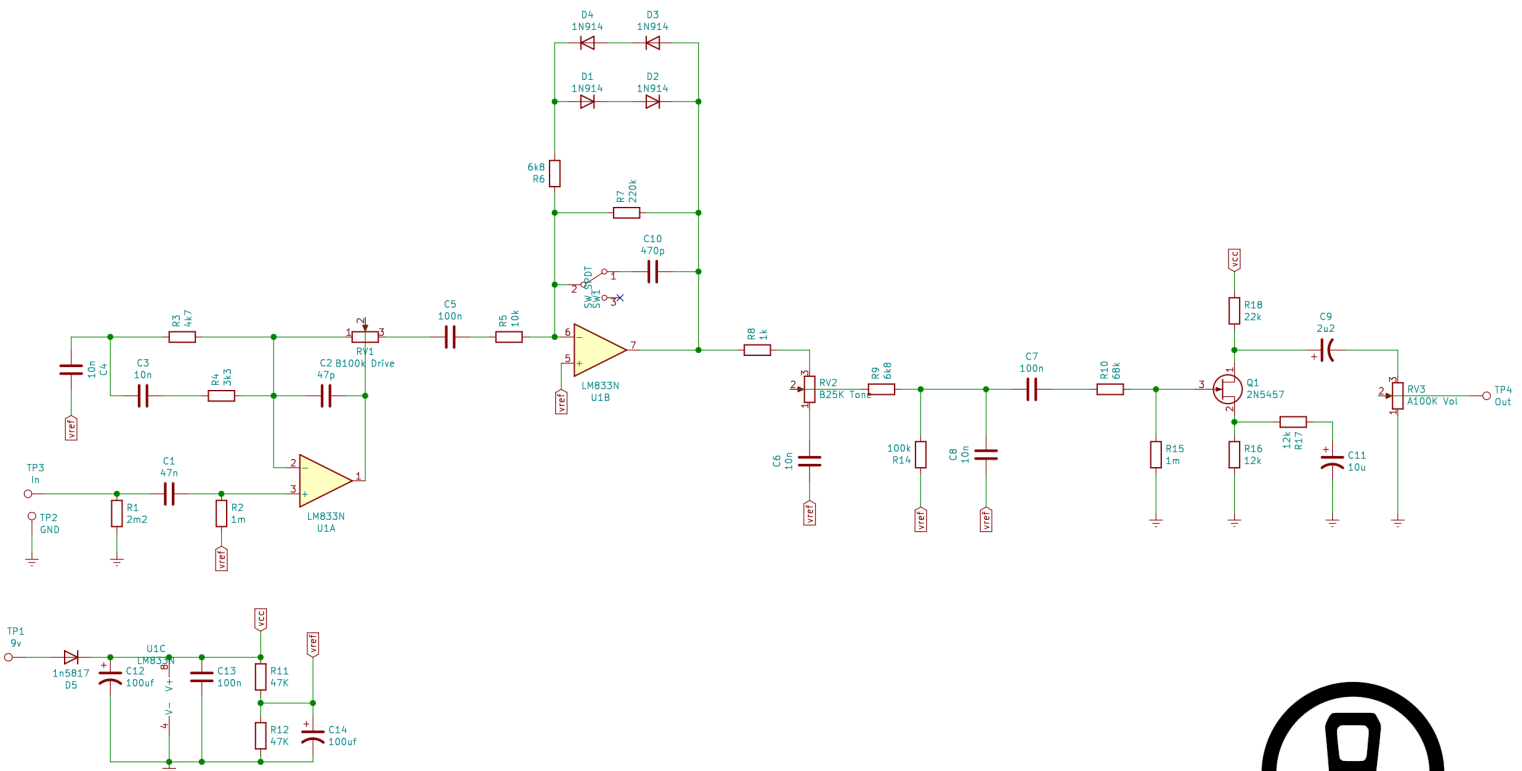 D4
1N914
D3
1N914
D1
1N914
D2
1N914
6k8
R6
R7
220k
C10
470p
1
2
3
SW_SPDT
SW1
vcc
R18
22k
C9
2u2
+
R3
4k7
1
2
3
RV1
B100k Drive
C5
100n
R5
10k
6
5
7
−
+
LM833N
U1B
vref
R8
1k
10n
C4
vref
C3
10n
R4
3k3
C2
47p
3
2
1
RV2
B25K Tone
R9
6k8
C7
100n
R10
68k
3
1
2
Q1
2N5457
3
2
1
RV3
A100K Vol
TP4
Out
C6
10n
vref
100k
R14
vref
C8
10n
vref
R15
1m
R16
12k
12k
R17
+
C11
10u
TP3
In
TP2
GND
R1
2m2
C1
47n
R2
1m
vref
2
3
1
−
+
LM833N
U1A
TP1
9v
1n5817
D5
+
C12
100uf
U1C
LM833N
8
V+
V-
4
C13
100n
vcc
vref
R11
47K
R12
47K
+
C14
100uf